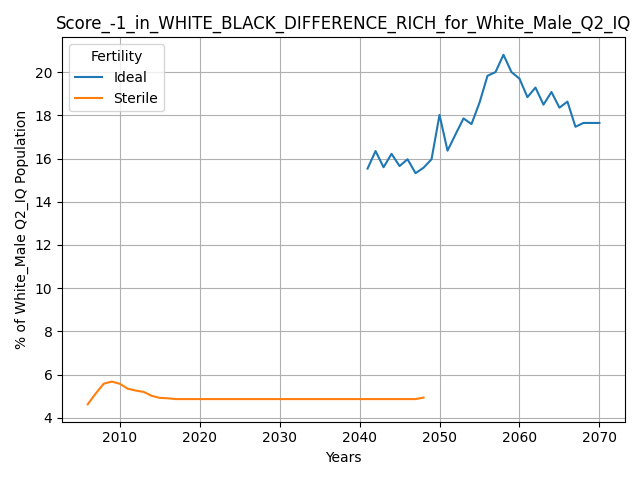 Score_-1_in_WHITE_BLACK_DIFFERENCE_RICH_for_White_Male_Q2_IQ
Fertility
Ideal
Sterile
% of White_Male Q2_IQ Population
20
18
16
14
12
10
8
6
4
2010 2020 2030 2040 2050 2060 2070
Years